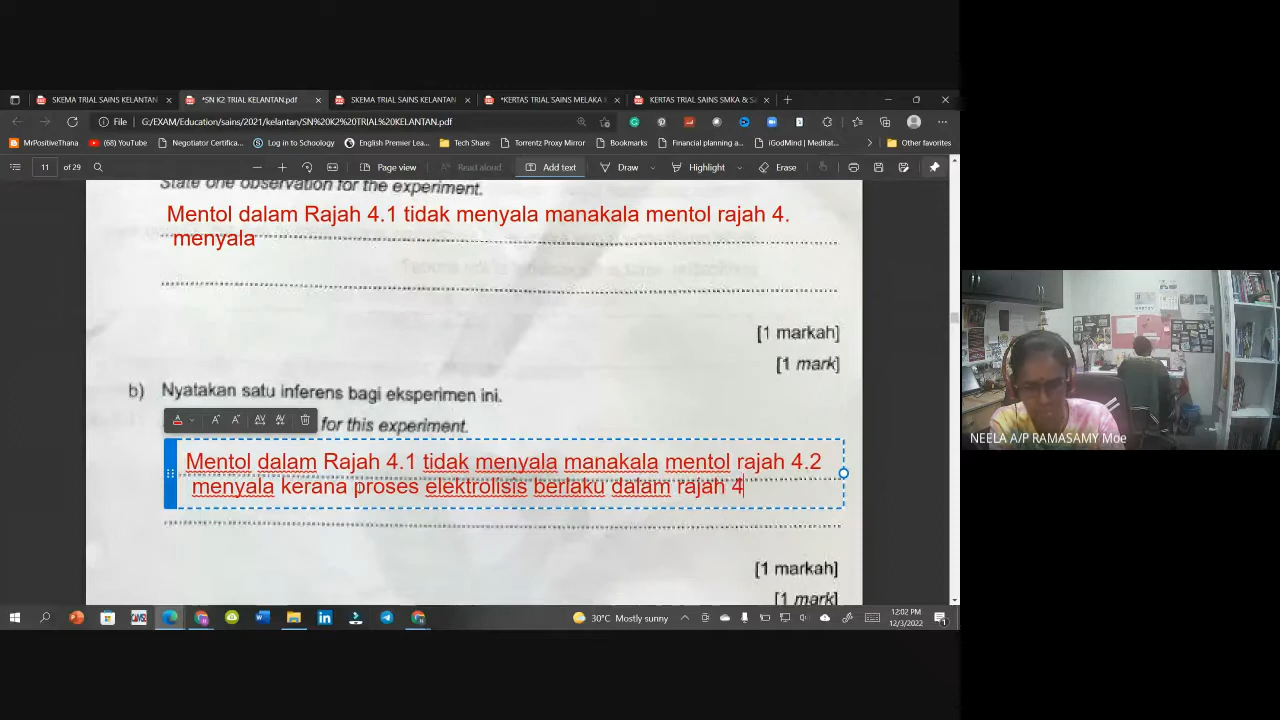 SKEMA TRIAL SAINS KELANTAN
*SN K2 TRIAL KELANTAN.pdf
SKEMA TRIAL SAINS KELANTAN
*KERTAS TRIAL SAINS MELAKA
KERTAS TRIAL SAINS SMKA &
File
G:/EXAM/Education/sains/2021/kelantan/SN%20K2%20TRIAL%20KELANTAN.pdf
MrPositiveThana
(68) YouTube
Negotiator Certific...
Log in to Schoology
English Premier Lea...
Tech Share
Torrentz Proxy Mirror
Bookmarks
Financial planning a...
iGodMind | Meditat...
Other favorites
11 of 29
Page view
Read aloud
Add text
Draw
Highlight
Erase
State one observation for the experiment.
Mentol dalam Rajah 4.1 tidak menyala manakala mentol rajah 4.
menyala
[1 markah]
[1 mark]
b) Nyatakan satu inferens bagi eksperimen ini.
for this experiment.
Mentol dalam Rajah 4.1 tidak menyala manakala mentol rajah 4.2
menyala kerana proses elektrolisis berlaku dalam rajah 4
[1 markah]
[1 mark]
NEELA A/P RAMASAMY Moe
30°C Mostly sunny
12:02 PM
12/3/2022